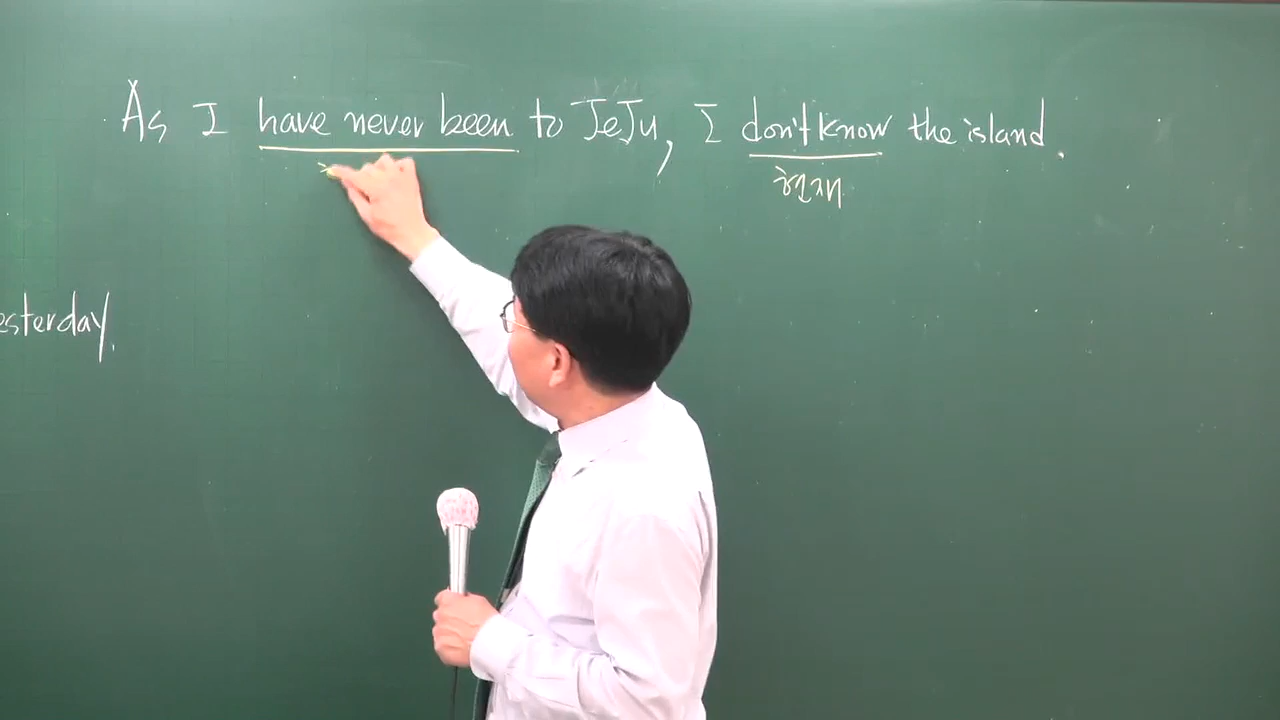 As I have never been to JeJu, I don't know the island.
현재
esterday.